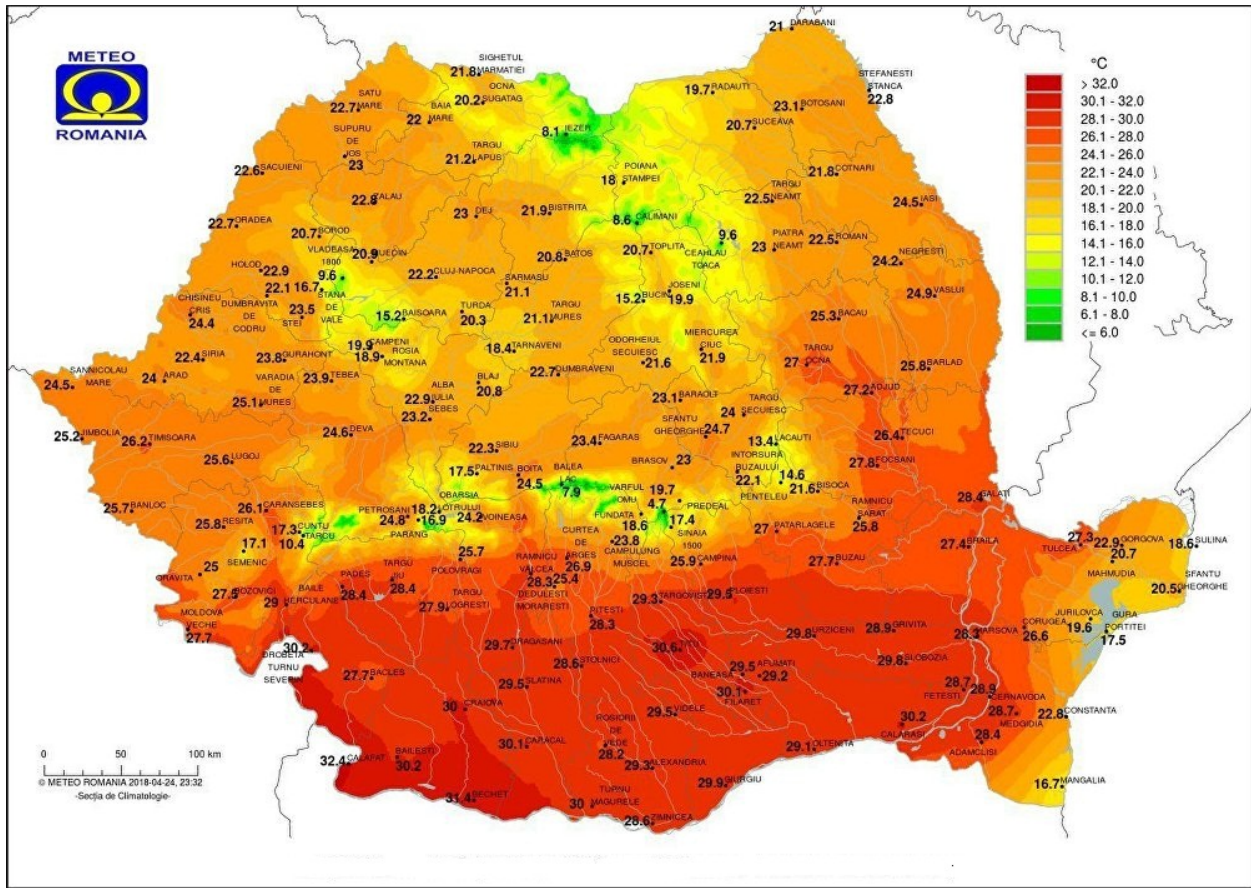 METEO
ROMANIA
°C
> 32.0
30.1 - 32.0
28.1 - 30.0
26.1 - 28.0
24.1 - 26.0
22.1 - 24.0
20.1 - 22.0
18.1 - 20.0
16.1 - 18.0
14.1 - 16.0
12.1 - 14.0
10.1 - 12.0
8.1 - 10.0
6.1 - 8.0
<= 6.0
21 DARABANI
21.8 SIGHETUL MARMATIEI
20.2 OCNA SUGATAG
22.7 SATU MARE
22 BAIA MARE
19.7 RADAUTI
STEFANESTI STANCA 22.8
23.1 BOTOSANI
20.7 SUCEAVA
8.1 IEZER
SUPURU DE JOS 23
21.2 TARGU LAPUS
22.6 SACUIENI
POIANA STAMPEI 18
21.8 COTNARI
22.8 ZALAU
23 DEJ
21.9 BISTRITA
8.6 CALIMANI
22.5 TARGU NEAMT
24.5 IASI
22.7 ORADEA
20.7 BOROD
9.6 CEAHLAU TOACA
23 PIATRA NEAMT
22.5 ROMAN
VLADEASA 1800 9.6
20.9 HUEDIN
20.8 BATOS
20.7 TOPLITA
24.2 NEGRESTI
HOLOD 22.9
22.2 CLUJ-NAPOCA
SARMASU 21.1
16.7 STANA DE VALE
22.1 DUMBRAVITA DE CODRU
15.2 BUCIN
JOSENI 19.9
24.9 VASLUI
CHISINEU CRIS 24.4
23.5 STEI
15.2 BAISOARA
TURDA 20.3
21.1 TARGU MURES
25.3 BACAU
22.4 SIRIA
23.8 GURAHONT
19.9 CAMPENI
18.9 ROSIA MONTANA
18.4 TARNAVENI
ODORHEIUL SECUIESC 21.6
MIERCUREA CIUC 21.9
27 TARGU OCNA
25.8 BARLAD
24.5 SANNICOLAU MARE
24 ARAD
23.9 TEBEA
22.7 DUMBRAVENI
BLAJ 20.8
27.2 ADJUD
25.1 VARADIA DE MURES
22.9 ALBA IULIA
23.2 SEBES
23.1 BARAOLT
24 TARGU SECUIESC
25.2 JIMBOLIA
26.2 TIMISOARA
24.6 DEVA
22.3 SIBIU
23.4 FAGARAS
SFANTU GHEORGHE 24.7
13.4 LACAUTI
26.4 TECUCI
25.6 LUGOJ
17.5 PALTINIS
BOITA 24.5
BALEA LAC 7.9
BRASOV 23
INTORSURA BUZAULUI 22.1
14.6 PENTELEU
27.8 FOCSANI
21.6 BISOCA
25.7 BANLOC
26.1 CARANSEBES
25.8 RESITA
PETROSANI 24.8
18.2 OBARSIA LOTRULUI
16.9 PARANG
24.2 VOINEASA
VARFUL OMU 4.7
FUNDATA 18.6
19.7 PREDEAL
17.4 SINAIA 1500
27 PATARLAGELE
RAMNICU SARAT 25.8
28.4 GALATI
17.3 CUNTU
10.4 TARCU
17.1 SEMENIC
25.7 POLOVRAGI
CURTEA DE ARGES 26.9
23.8 CAMPULUNG MUSCEL
25.9 CAMPINA
27.7 BUZAU
27.4 BRAILA
27.3 TULCEA
22.9 GORGOVA
20.7 MAHMUDIA
18.6 SULINA
25 ORAVITA
27.5 BOZOVICI
29 BAILE HERCULANE
PADES 28.4
TARGU JIU 28.4
27.9 TARGU LOGRESTI
RAMNICU VALCEA 28.3
25.4 DEDULESTI MORARESTI
PITESTI 28.3
29.3 TARGOVISTE
29.5 PLOIESTI
20.5 SFANTU GHEORGHE
MOLDOVA VECHE 27.7
29.8 URZICENI
28.9 GRIVITA
28.3 HARSOVA
CORUGEA 26.6
JURILOVCA 19.6
GURA PORTITEI 17.5
30.2 DROBETA TURNU SEVERIN
29.7 DRAGASANI
30.6 TITU
28.6 STOLNICI
27.7 BACLES
29.5 SLATINA
BANEASA 29.5
AFUMATI 29.2
30.1 FILARET
29.8 SLOBOZIA
28.7 FETESTI
28.9 CERNAVODA
28.7 MEDGIDIA
22.8 CONSTANTA
30 CRAIOVA
29.5 VIDELE
30.2 CALARASI
28.4 ADAMCLISI
30.1 CARACAL
ROSIORII DE VEDE 28.2
29.1 OLTENITA
32.4 CALAFAT
BAILESTI 30.2
29.3 ALEXANDRIA
29.9 GIURGIU
16.7 MANGALIA
31.4 BECHET
30 TURNU MAGURELE
28.6 ZIMNICEA
0 50 100 km
© METEO ROMANIA 2018-04-24, 23:32
-Secția de Climatologie-